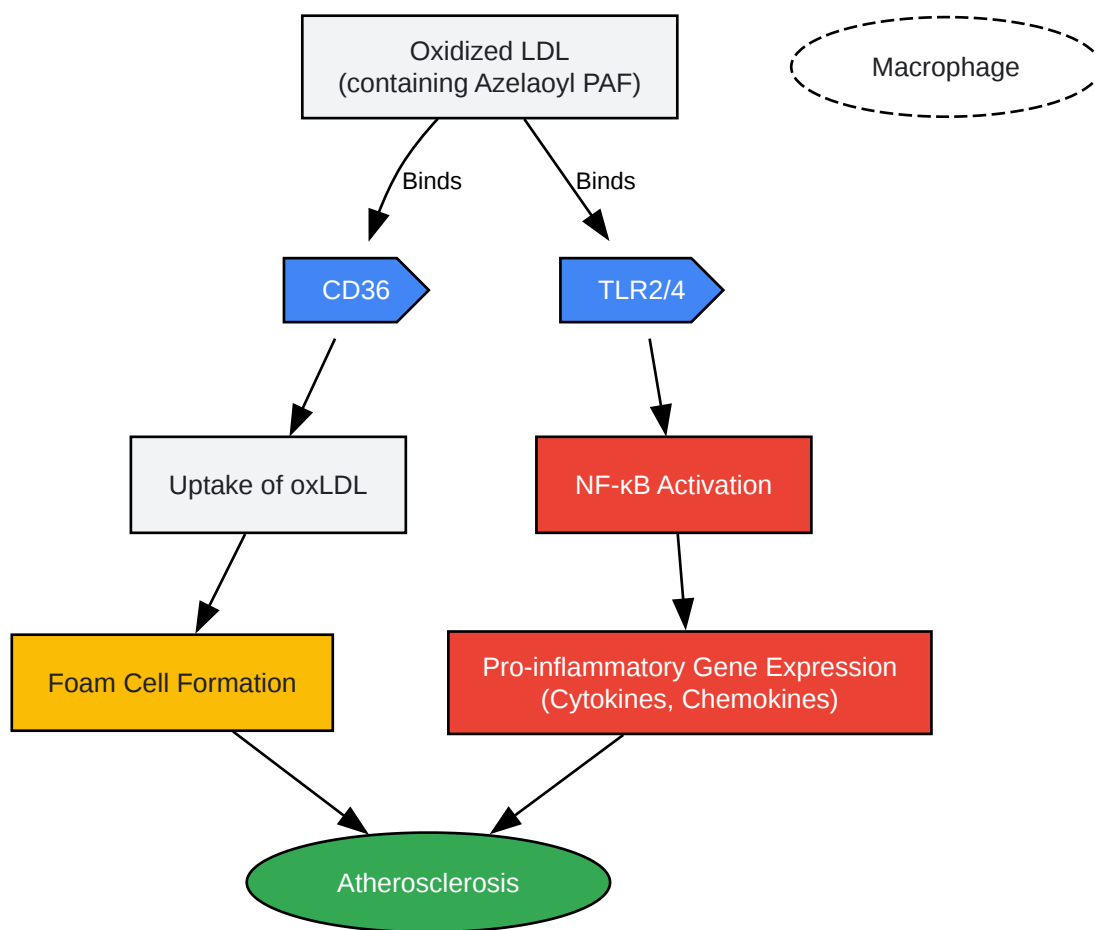 Oxidized LDL
(containing Azelaoyl PAF)
Macrophage
Binds
Binds
CD36
TLR2/4
Uptake of oxLDL
NF-κB Activation
Foam Cell Formation
Pro-inflammatory Gene Expression
(Cytokines, Chemokines)
Atherosclerosis